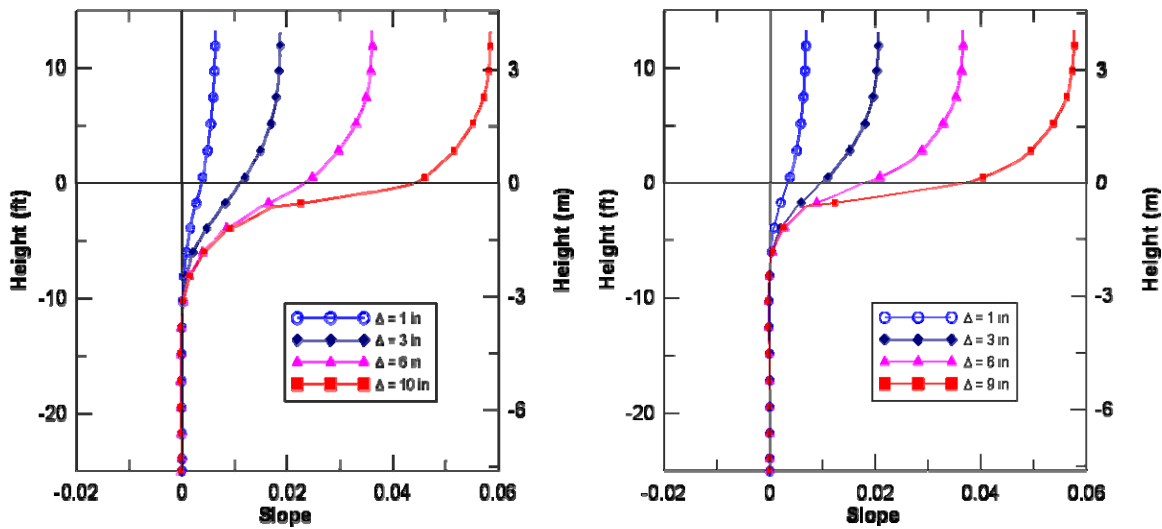 10
0
-10
-20
Height (ft)
3
0
-3
-6
Height (m)
Δ = 1 in
Δ = 3 in
Δ = 6 in
Δ = 10 in
-0.02 0 0.02 0.04 0.06
Slope
10
0
-10
-20
Height (ft)
3
0
-3
-6
Height (m)
Δ = 1 in
Δ = 3 in
Δ = 6 in
Δ = 9 in
-0.02 0 0.02 0.04 0.06
Slope